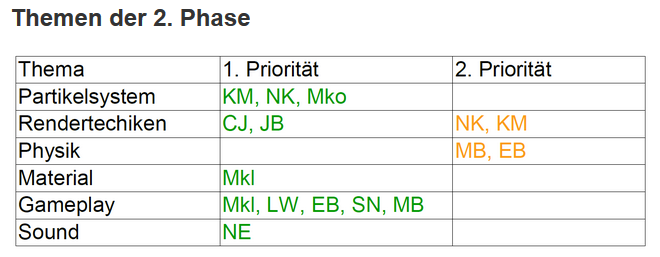 Themen der 2. Phase
Thema 1. Priorität 2. Priorität
Partikelsystem KM, NK, Mko
Rendertechiken CJ, JB NK, KM
Physik MB, EB
Material Mkl
Gameplay Mkl, LW, EB, SN, MB
Sound NE